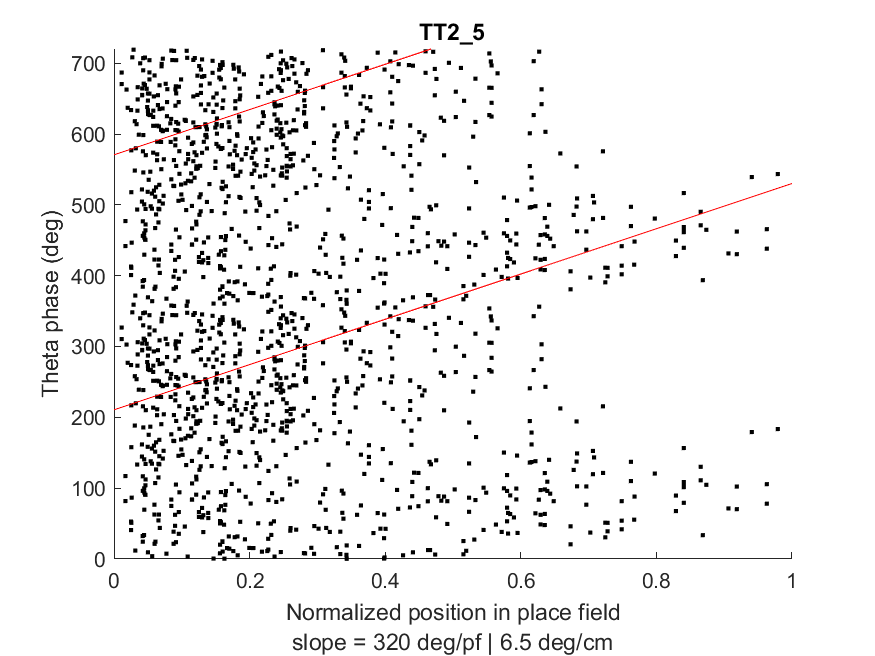 TT2_5
700
600
500
400
300
200
100
0
Theta phase (deg)
0 0.2 0.4 0.6 0.8 1
Normalized position in place field
slope = 320 deg/pf | 6.5 deg/cm